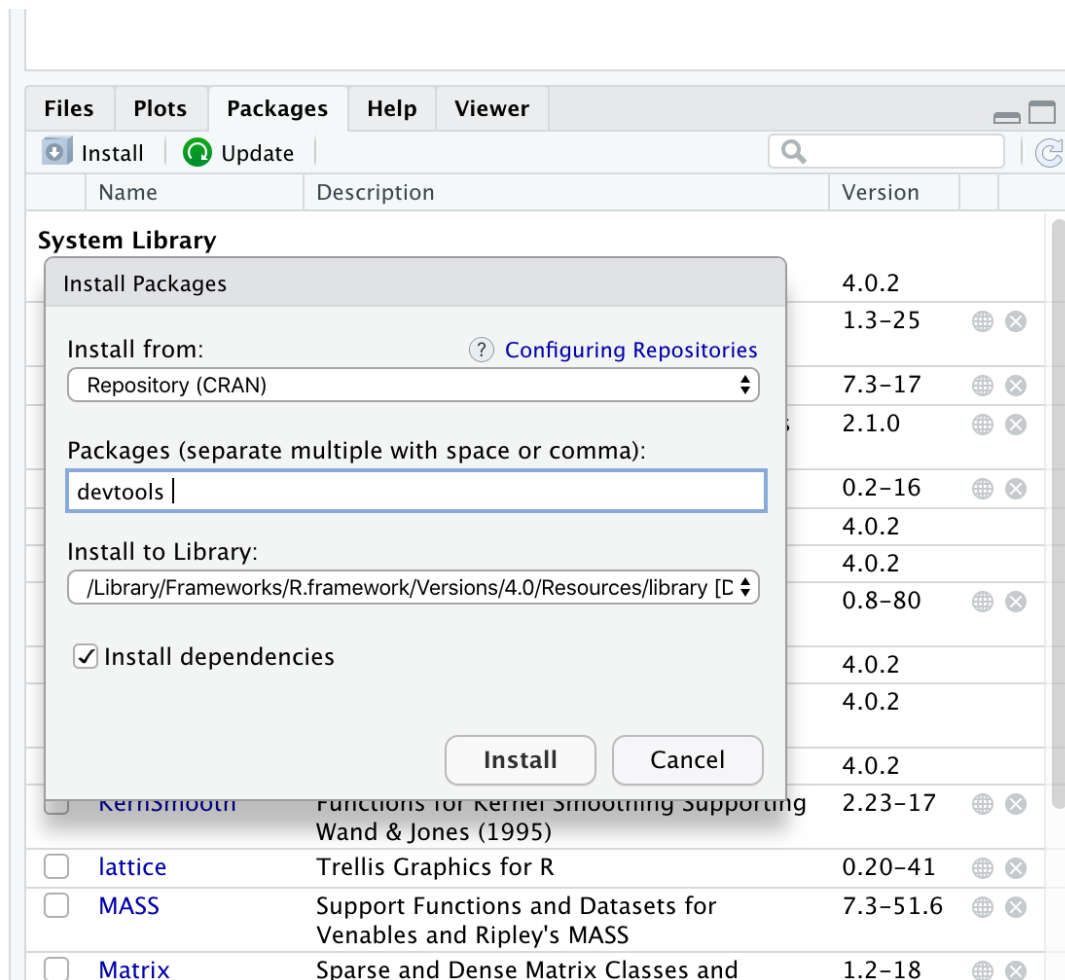 Files Plots Packages Help Viewer
Install Update
Name Description Version
System Library
Install Packages
Install from: ? Configuring Repositories
Repository (CRAN)
Packages (separate multiple with space or comma):
devtools
Install to Library:
/Library/Frameworks/R.framework/Versions/4.0/Resources/library [D
Install dependencies
Install Cancel
4.0.2
1.3-25
7.3-17
2.1.0
0.2-16
4.0.2
4.0.2
0.8-80
4.0.2
4.0.2
4.0.2
KernSmooth Functions for Kernel Smoothing Supporting 2.23-17
Wand & Jones (1995)
lattice Trellis Graphics for R 0.20-41
MASS Support Functions and Datasets for 7.3-51.6
Venables and Ripley's MASS
Matrix Sparse and Dense Matrix Classes and 1.2-18